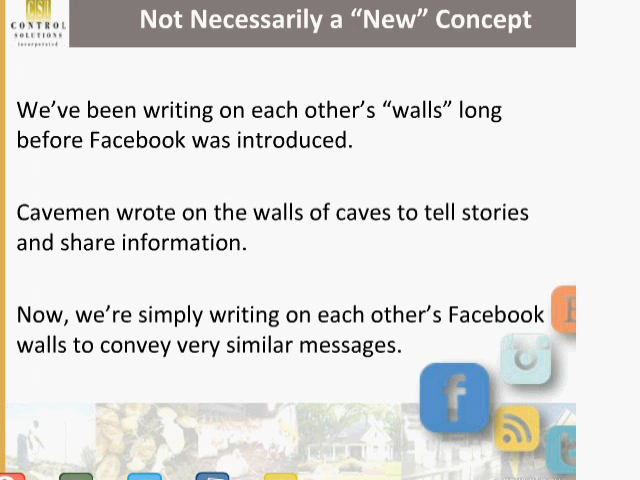 CSI
CONTROL
SOLUTIONS
incorporated
Not Necessarily a “New” Concept
We’ve been writing on each other’s “walls” long
before Facebook was introduced.
Cavemen wrote on the walls of caves to tell stories
and share information.
Now, we’re simply writing on each other’s Facebook
walls to convey very similar messages.